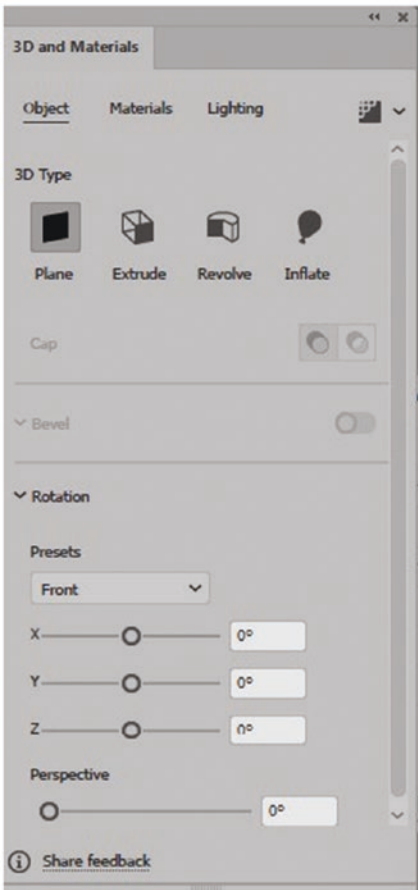 3D and Materials
Object Materials Lighting
3D Type
Plane Extrude Revolve Inflate
Cap
Bevel
Rotation
Presets
Front
X 0°
Y 0°
Z 0°
Perspective
0°
Share feedback